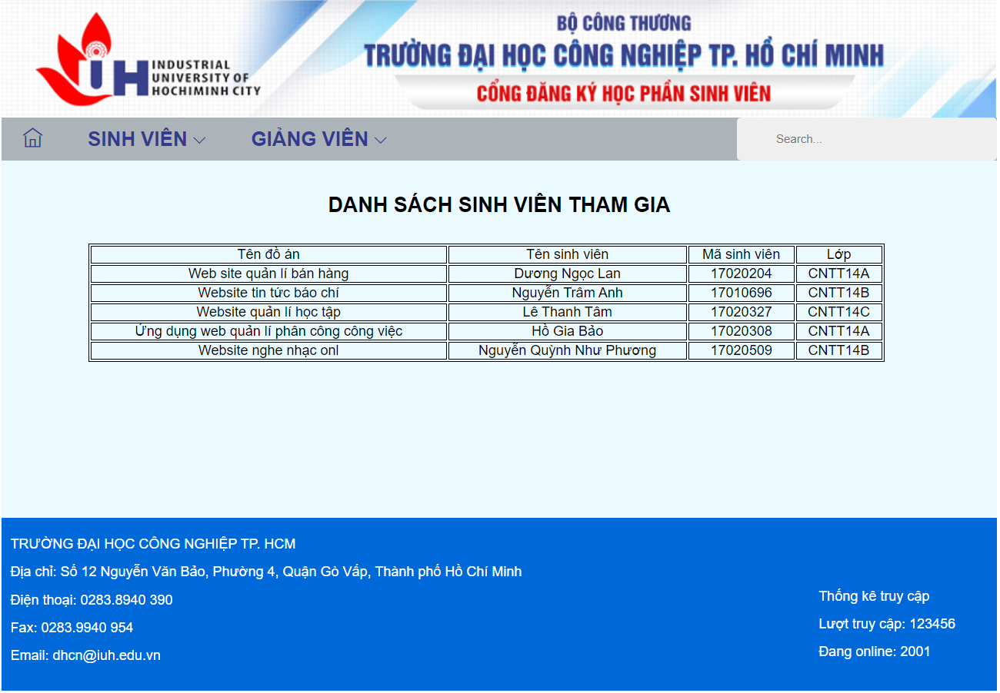 BỘ CÔNG THƯƠNG
TRƯỜNG ĐẠI HỌC CÔNG NGHIỆP TP. HỒ CHÍ MINH
CỔNG ĐĂNG KÝ HỌC PHẦN SINH VIÊN
IUH INDUSTRIAL
UNIVERSITY OF
HOCHIMINH CITY
SINH VIÊN GIẢNG VIÊN Search...
DANH SÁCH SINH VIÊN THAM GIA
Tên đồ án Tên sinh viên Mã sinh viên Lớp
Web site quản lí bán hàng Dương Ngọc Lan 17020204 CNTT14A
Website tin tức báo chí Nguyễn Trâm Anh 17010696 CNTT14B
Website quản lí học tập Lê Thanh Tâm 17020327 CNTT14C
Ứng dụng web quản lí phân công công việc Hồ Gia Bảo 17020308 CNTT14A
Website nghe nhạc onl Nguyễn Quỳnh Như Phương 17020509 CNTT14B
TRƯỜNG ĐẠI HỌC CÔNG NGHIỆP TP. HCM
Địa chỉ: Số 12 Nguyễn Văn Bảo, Phường 4, Quận Gò Vấp, Thành phố Hồ Chí Minh
Điện thoại: 0283.8940 390
Fax: 0283.9940 954
Email: dhcn@iuh.edu.vn
Thống kê truy cập
Lượt truy cập: 123456
Đang online: 2001